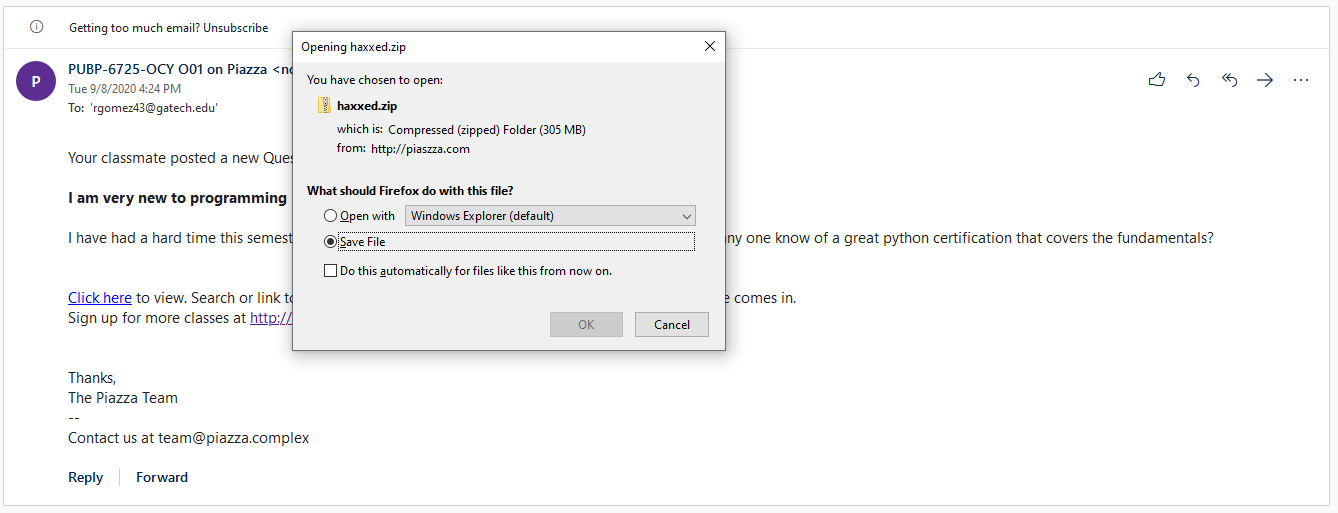 Getting too much email? Unsubscribe
P
PUBP-6725-OCY O01 on Piazza <no
Tue 9/8/2020 4:24 PM
To: 'rgomez43@gatech.edu'
Your classmate posted a new Ques
I am very new to programming
I have had a hard time this semest
ny one know of a great python certification that covers the fundamentals?
Click here to view. Search or link to
e comes in.
Sign up for more classes at http://
Thanks,
The Piazza Team
--
Contact us at team@piazza.complex
Reply Forward
Opening haxxed.zip
You have chosen to open:
haxxed.zip
which is: Compressed (zipped) Folder (305 MB)
from: http://piaszza.com
What should Firefox do with this file?
Open with Windows Explorer (default)
Save File
Do this automatically for files like this from now on.
OK Cancel